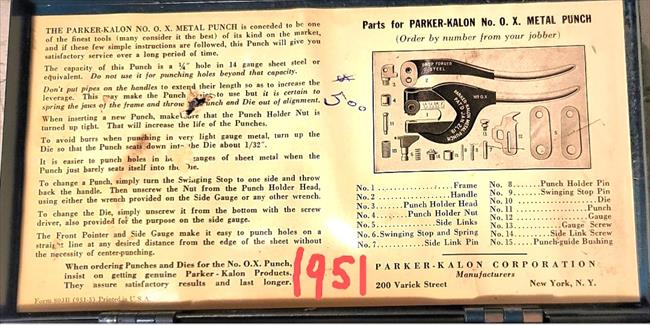 THE PARKER-KALON No. O. X. METAL PUNCH is conceded to be one
of the finest tools (many consider it the best) of its kind on the market,
and if these few simple instructions are followed, this Punch will give you
satisfactory service over a long period of time.
The capacity of this Punch is a ¼" hole in 14 gauge sheet steel or
equivalent. Do not use it for punching holes beyond that capacity.
Don't put pipes on the handles to extend their length so as to increase the
leverage. This may make the Punch to use but it is certain to
spring the jaws of the frame and throw Punch and Die out of alignment.
When inserting a new Punch, make sure that the Punch Holder Nut is
turned up tight. That will increase the life of the Punches.
To avoid burrs when punching in very light gauge metal, turn up the
Die so that the Punch seats down into the Die about 1/32".
It is easier to punch holes in gauges of sheet metal when the
Punch just barely seats itself into the Die.
To change a Punch, simply turn the Swinging Stop to one side and throw
back the handle. Then unscrew the Nut from the Punch Holder Head,
using either the wrench provided on the Side Gauge or any other wrench.
To change the Die, simply unscrew it from the bottom with the screw
driver, also provided for the purpose on the side gauge.
The Front Pointer and Side Gauge make it easy to punch holes on a
straight line at any desired distance from the edge of the sheet without
the necessity of center-punching.
When ordering Punches and Dies for the No. O.X. Punch,
insist on getting genuine Parker-Kalon Products.
They assure satisfactory results and last longer.
Form 803B (951-5) Printed in U.S.A.
1951
5.00
Parts for PARKER-KALON No. O. X. METAL PUNCH
(Order by number from your jobber)
DROP FORGED
STEEL
No O.X
No. 1 Frame
No. 2 Handle
No. 3 Punch Holder Head
No. 4 Punch Holder Nut
No. 5 Side Links
No. 6. Swinging Stop and Spring
No. 7 Side Link Pin
No. 8 Punch Holder Pin
No. 9 Swinging Stop Pin
No. 10 Die
No. 11 Punch
No. 12 Gauge
No. 13 Gauge Screw
No. 14 Side Link Screw
No. 15 Punch-guide Bushing
PARKER-KALON CORPORATION
Manufacturers
200 Varick Street New York, N. Y.